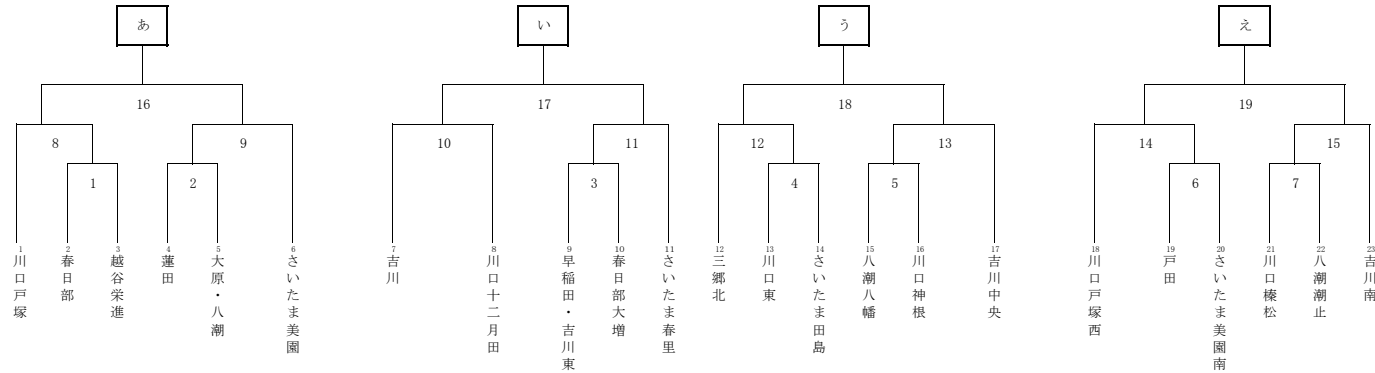 あ
い
う
え
16
17
18
19
8
9
10
11
12
13
14
15
1
2
3
4
5
6
7
1
川口戸塚
2
春日部
3
越谷栄進
4
蓮田
5
大原・八潮
6
さいたま美園
7
吉川
8
川口十二月田
9
早稲田・吉川東
10
春日部大増
11
さいたま春里
12
三郷北
13
川口東
14
さいたま田島
15
八潮八幡
16
川口神根
17
吉川中央
18
川口戸塚西
19
戸田
20
さいたま美園南
21
川口榛松
22
八潮潮止
23
吉川南